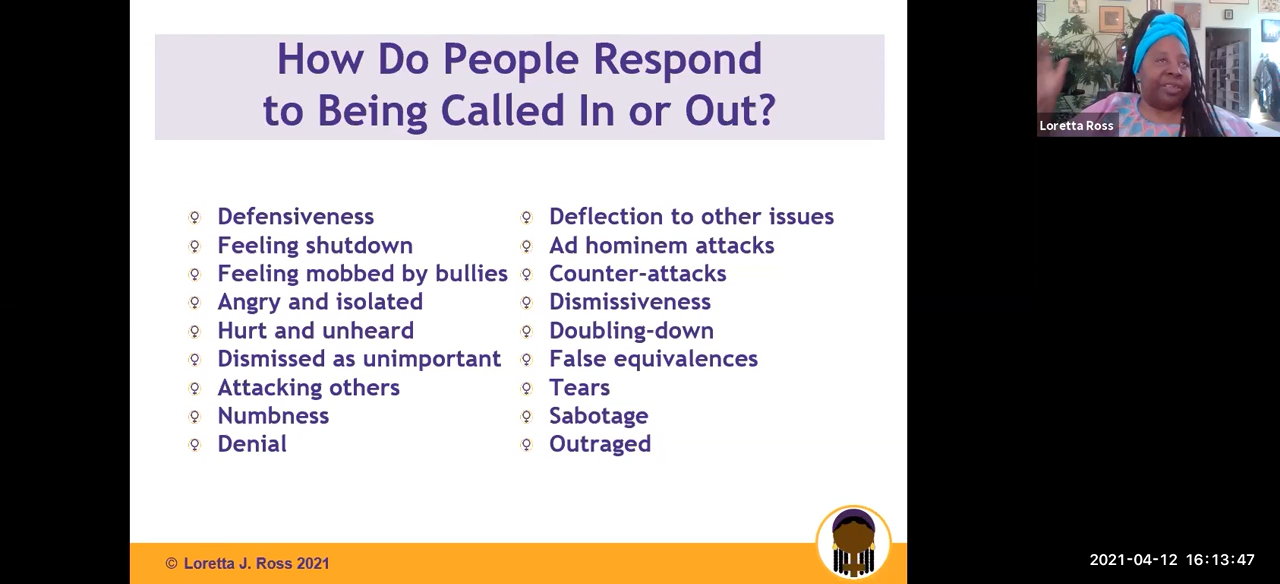 How Do People Respond
to Being Called In or Out?
Loretta Ross
Defensiveness
Feeling shutdown
Feeling mobbed by bullies
Angry and isolated
Hurt and unheard
Dismissed as unimportant
Attacking others
Numbness
Denial
Deflection to other issues
Ad hominem attacks
Counter-attacks
Dismissiveness
Doubling-down
False equivalences
Tears
Sabotage
Outraged
© Loretta J. Ross 2021
2021-04-12 16:13:47